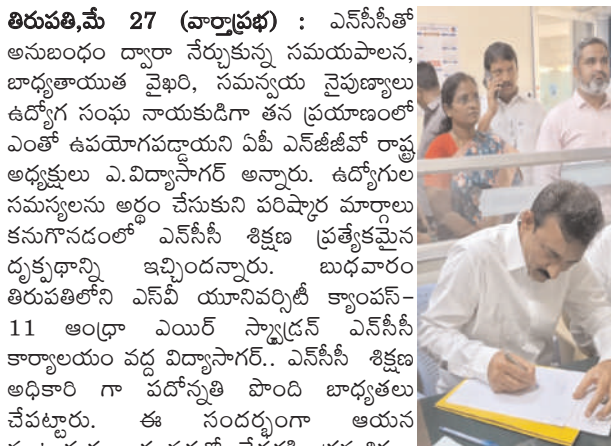 తిరుపతి,మే 27 (వార్తాప్రభ) : ఎన్‌సీసీతో
అనుబంధం ద్వారా నేర్చుకున్న సమయపాలన,
బాధ్యతాయుత వైఖరి, సమన్వయ నైపుణ్యాలు
ఉద్యోగ సంఘ నాయకుడిగా తన ప్రయాణంలో
ఎంతో ఉపయోగపడ్డాయని ఏపీ ఎన్‌జీజీవో రాష్ట్ర
అధ్యక్షులు ఎ.విద్యాసాగర్ అన్నారు. ఉద్యోగుల
సమస్యలను అర్థం చేసుకుని పరిష్కార మార్గాలు
కనుగొనడంలో ఎన్‌సీసీ శిక్షణ ప్రత్యేకమైన
దృక్పథాన్ని ఇచ్చిందన్నారు. బుధవారం
తిరుపతిలోని ఎస్‌వీ యూనివర్సిటీ క్యాంపస్-
11 ఆంధ్రా ఎయిర్ స్క్వాడ్రన్ ఎన్‌సీసీ
కార్యాలయం వద్ద విద్యాసాగర్.. ఎన్‌సీసీ శిక్షణ
అధికారి గా పదోన్నతి పొంది బాధ్యతలు
చేపట్టారు. ఈ సందర్భంగా ఆయన